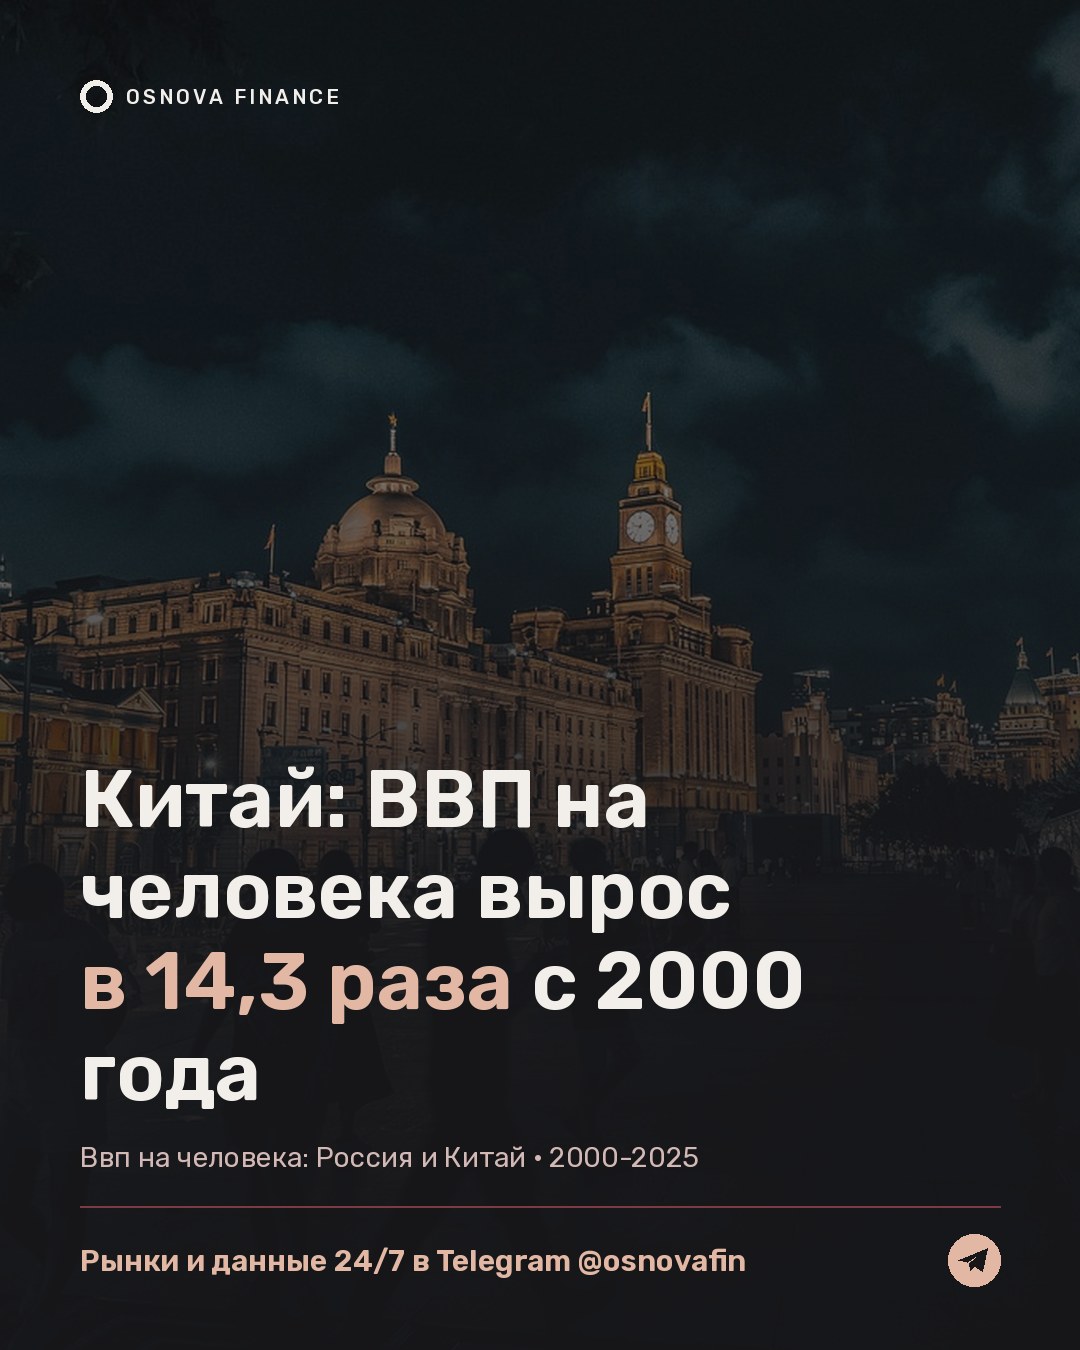 OSNOVA FINANCE
Китай: ВВП на
человека вырос
в 14,3 раза с 2000
года
Ввп на человека: Россия и Китай • 2000-2025
Рынки и данные 24/7 в Telegram @osnovafin